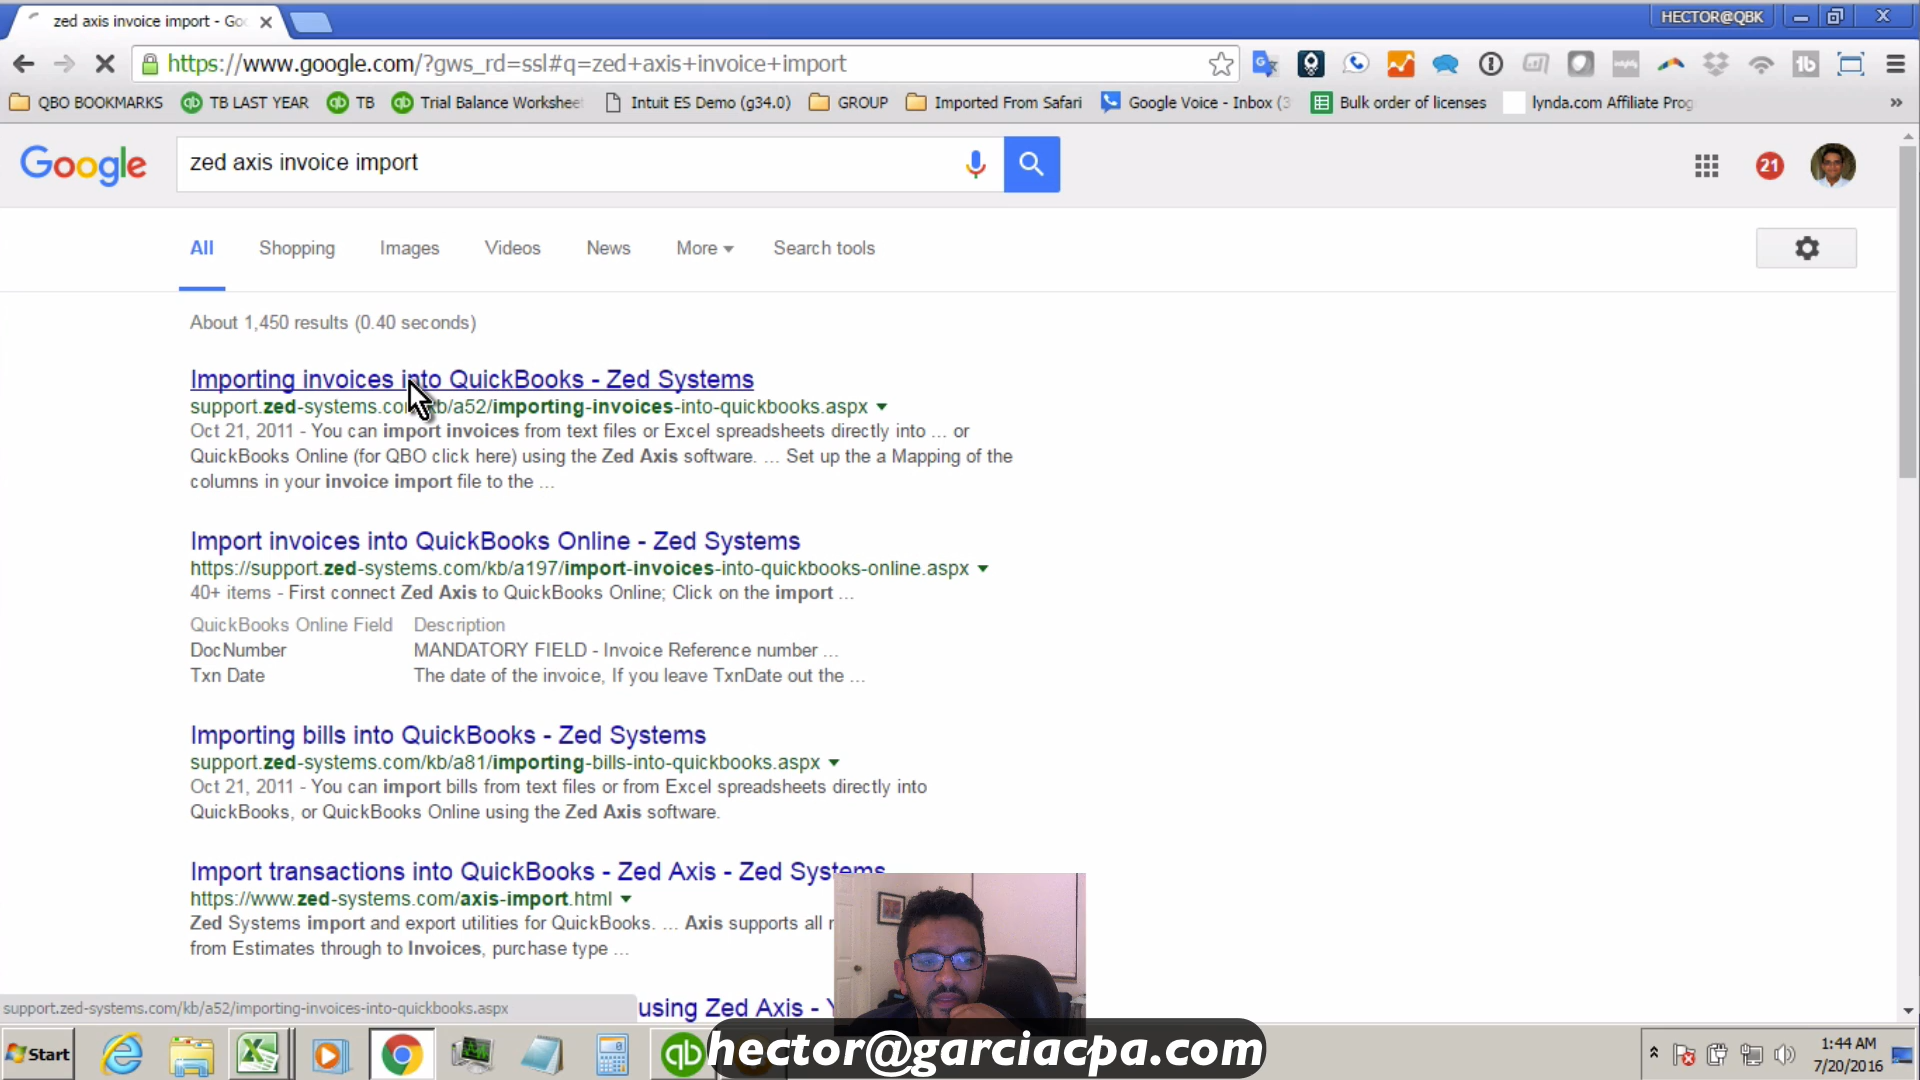 zed axis invoice import - Goo
HECTOR@QBK
https://www.google.com/?gws_rd=ssl#q=zed+axis+invoice+import
QBO BOOKMARKS TB LAST YEAR TB Trial Balance Workshee Intuit ES Demo (g34.0) GROUP Imported From Safari Google Voice - Inbox (3 Bulk order of licenses lynda.com Affiliate Prog »
Google zed axis invoice import 21
All Shopping Images Videos News More Search tools
About 1,450 results (0.40 seconds)
Importing invoices into QuickBooks - Zed Systems
support.zed-systems.com/kb/a52/importing-invoices-into-quickbooks.aspx
Oct 21, 2011 - You can import invoices from text files or Excel spreadsheets directly into ... or
QuickBooks Online (for QBO click here) using the Zed Axis software. ... Set up the a Mapping of the
columns in your invoice import file to the ...
Import invoices into QuickBooks Online - Zed Systems
https://support.zed-systems.com/kb/a197/import-invoices-into-quickbooks-online.aspx
40+ items - First connect Zed Axis to QuickBooks Online; Click on the import ...
QuickBooks Online Field Description
DocNumber MANDATORY FIELD - Invoice Reference number ...
Txn Date The date of the invoice, If you leave TxnDate out the ...
Importing bills into QuickBooks - Zed Systems
support.zed-systems.com/kb/a81/importing-bills-into-quickbooks.aspx
Oct 21, 2011 - You can import bills from text files or from Excel spreadsheets directly into
QuickBooks, or QuickBooks Online using the Zed Axis software.
Import transactions into QuickBooks - Zed Axis - Zed Systems
https://www.zed-systems.com/axis-import.html
Zed Systems import and export utilities for QuickBooks. ... Axis supports all
from Estimates through to Invoices, purchase type ...
support.zed-systems.com/kb/a52/importing-invoices-into-quickbooks.aspx
using Zed Axis - Y
Start
hector@garciacpa.com
1:44 AM
7/20/2016